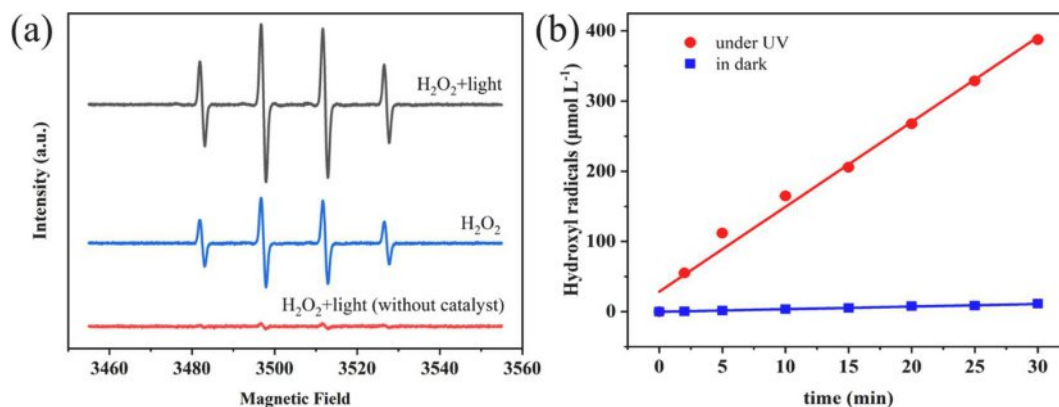 (a)
H₂O₂+light
H₂O₂
H₂O₂+light (without catalyst)
Intensity (a.u.)
3460 3480 3500 3520 3540 3560
Magnetic Field
(b)
under UV
in dark
Hydroxyl radicals (μmol L⁻¹)
400
300
200
100
0
0 5 10 15 20 25 30
time (min)